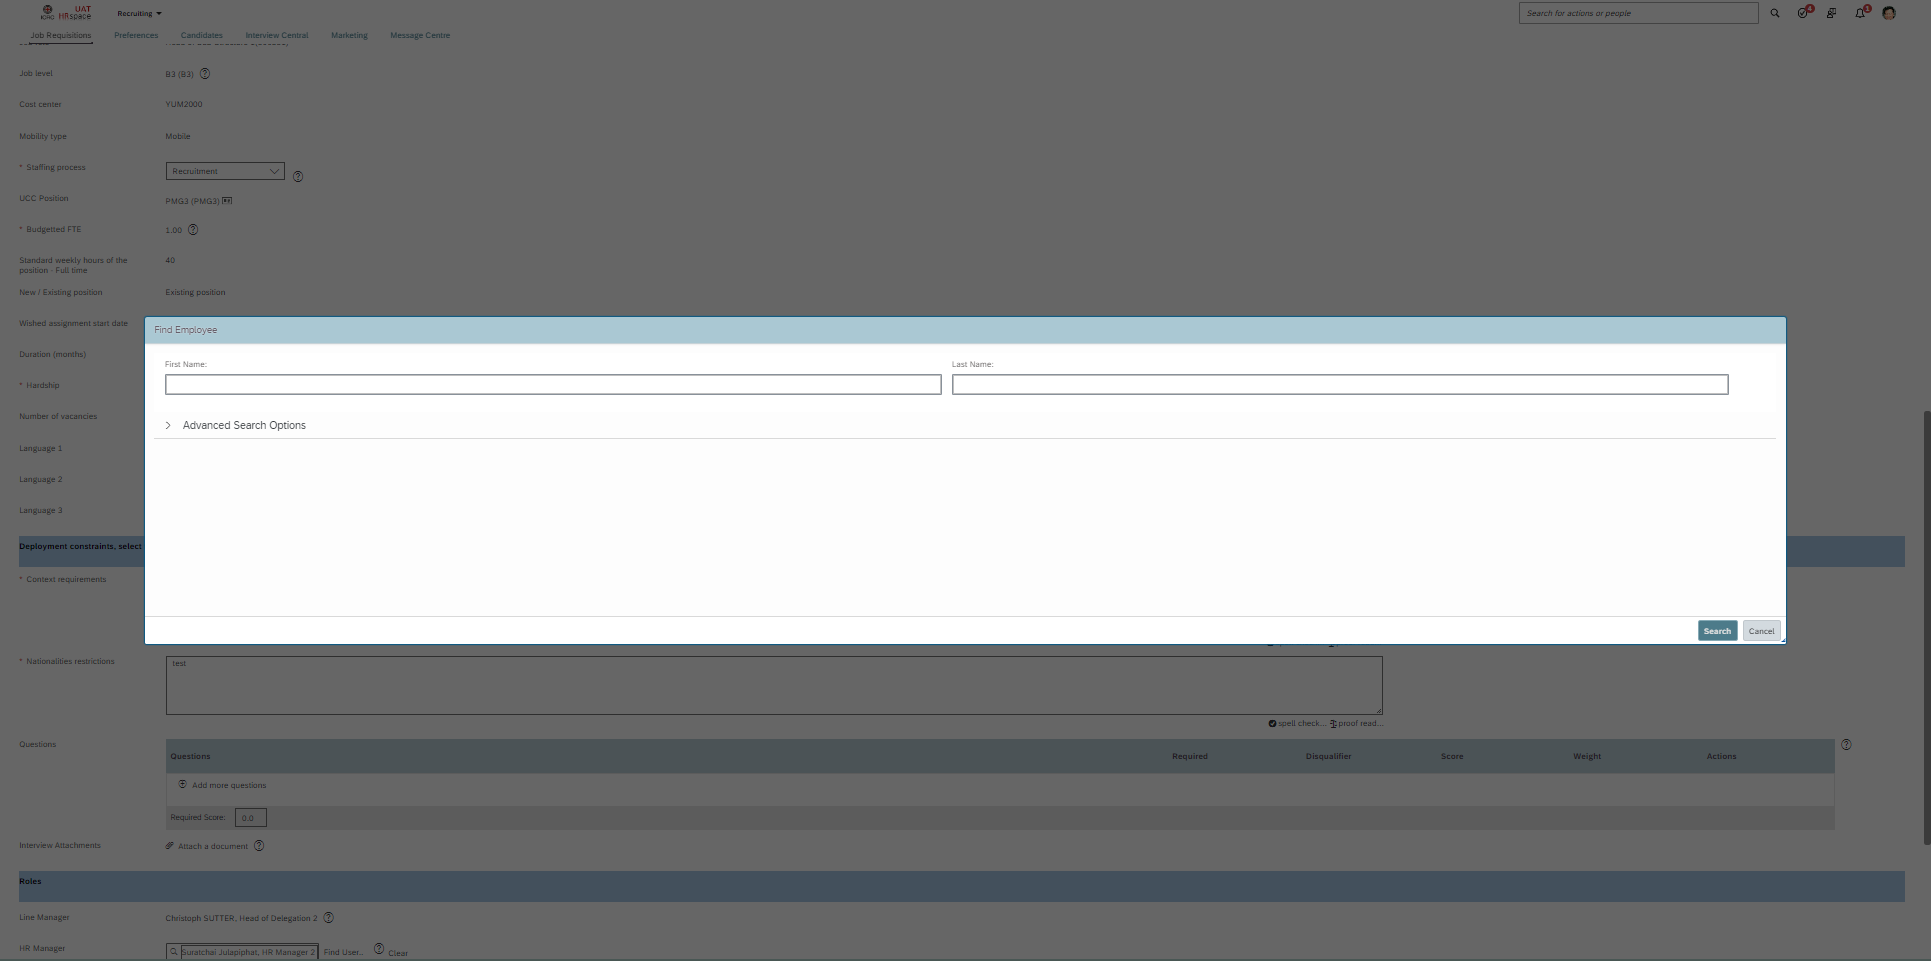 UAT
ICRC HRspace
Recruiting
Search for actions or people
4
1
Job Requisitions
Preferences
Candidates
Interview Central
Marketing
Message Centre
Job level
B3 (B3)
Cost center
YUM2000
Mobility type
Mobile
* Staffing process
Recruitment
UCC Position
PMG3 (PMG3)
* Budgetted FTE
1.00
Standard weekly hours of the
position - Full time
40
New / Existing position
Existing position
Wished assignment start date
Duration (months)
* Hardship
Number of vacancies
Language 1
Language 2
Language 3
Deployment constraints, select
* Context requirements
Find Employee
First Name:
Last Name:
Advanced Search Options
Search
Cancel
* Nationalities restrictions
test
spell check...
proof read...
Questions
Questions
Required
Disqualifier
Score
Weight
Actions
Add more questions
Required Score:
0.0
Interview Attachments
Attach a document
Roles
Line Manager
Christoph SUTTER, Head of Delegation 2
HR Manager
Suratchai Julapiphat, HR Manager 2
Find User...
Clear